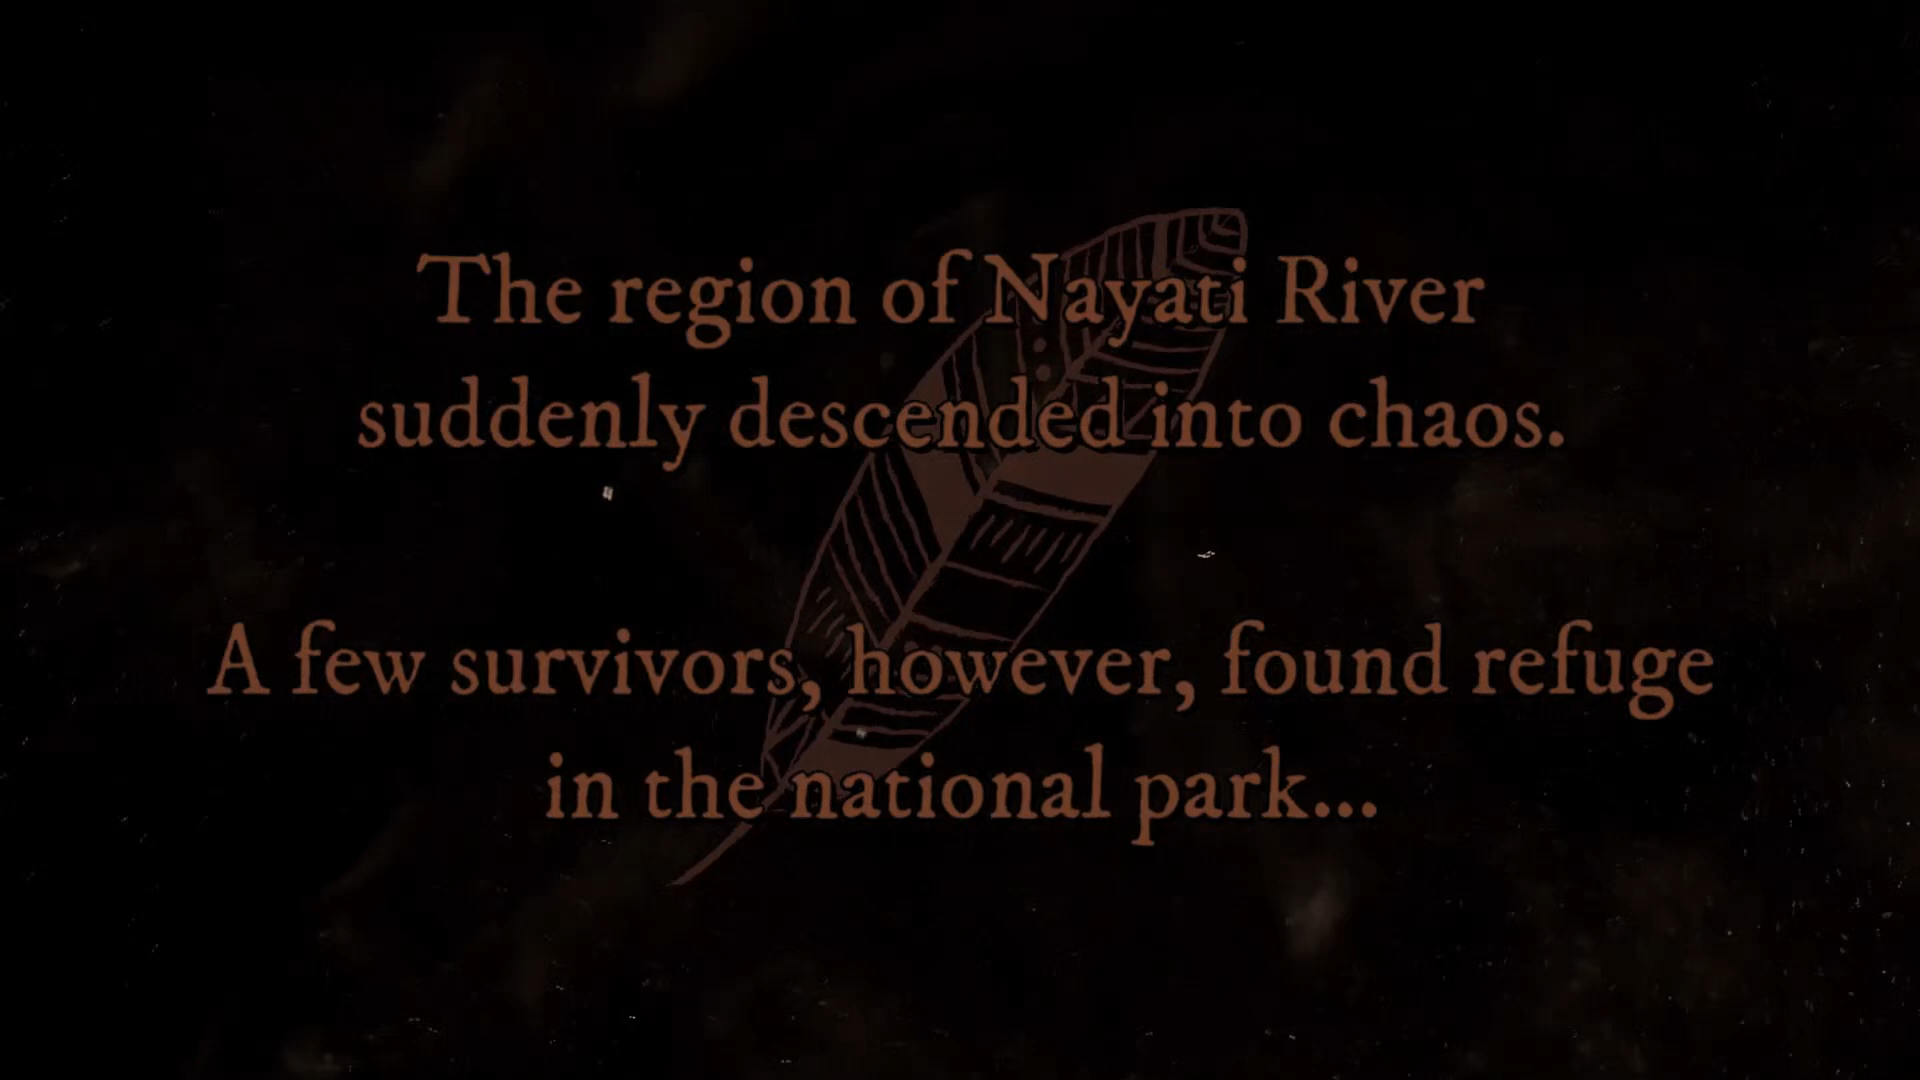 The region of Nayati River
suddenly descended into chaos.
A few survivors, however, found refuge
in the national park...